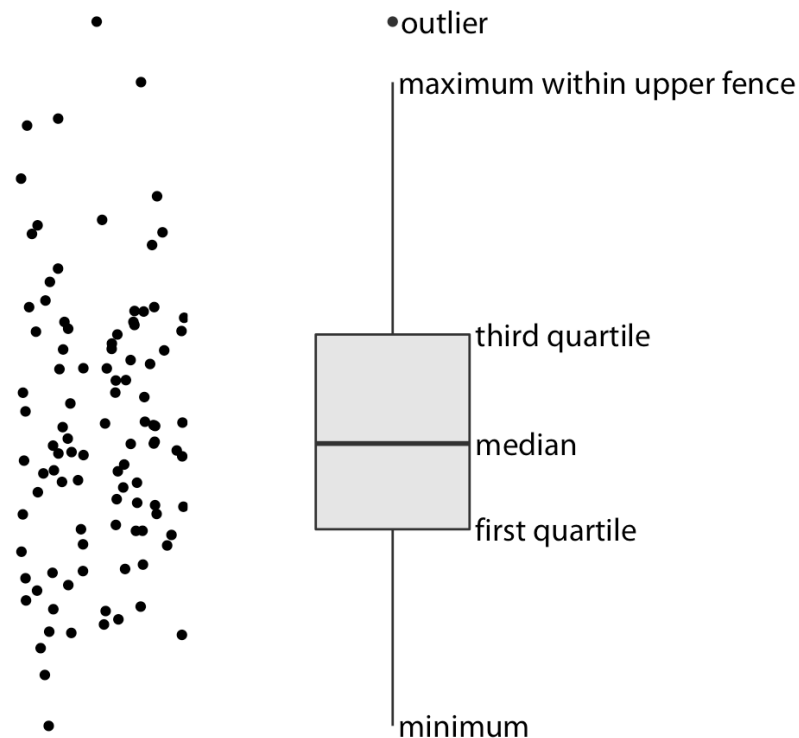 outlier
maximum within upper fence
third quartile
median
first quartile
minimum